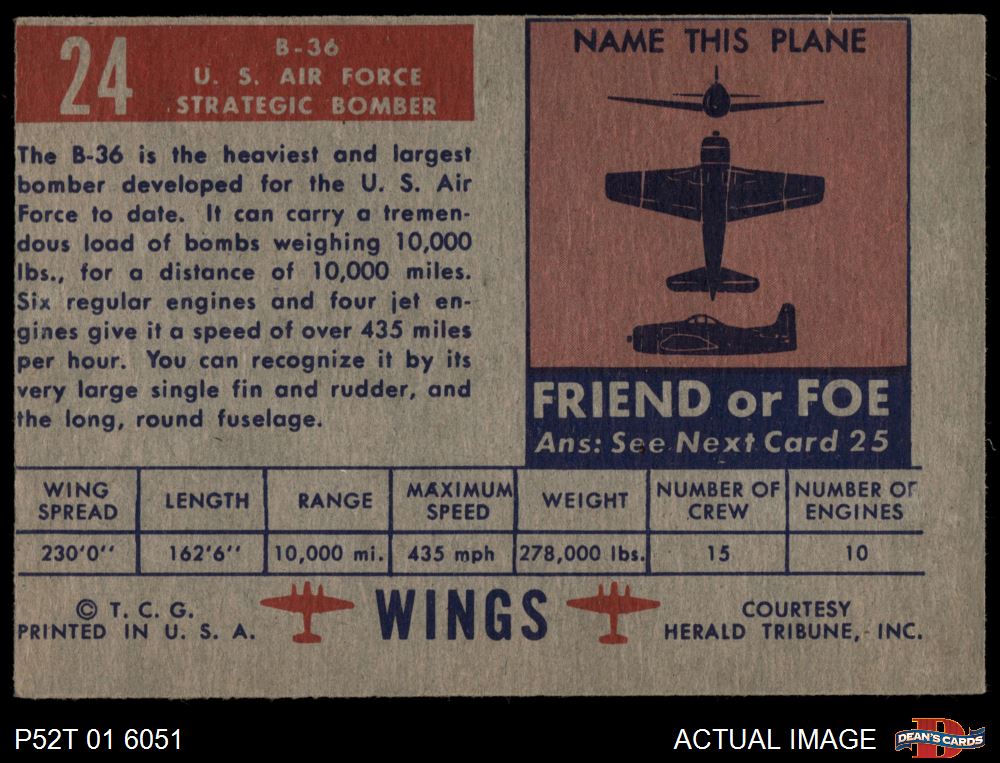 24
B-36
U. S. AIR FORCE
STRATEGIC BOMBER
The B-36 is the heaviest and largest
bomber developed for the U. S. Air
Force to date. It can carry a tremen-
dous load of bombs weighing 10,000
lbs., for a distance of 10,000 miles.
Six regular engines and four jet en-
gines give it a speed of over 435 miles
per hour. You can recognize it by its
very large single fin and rudder, and
the long, round fuselage.
NAME THIS PLANE
FRIEND or FOE
Ans: See Next Card 25
WING SPREAD LENGTH RANGE MAXIMUM SPEED WEIGHT NUMBER OF CREW NUMBER OF ENGINES
230'0'' 162'6'' 10,000 mi. 435 mph 278,000 lbs. 15 10
© T. C. G.
PRINTED IN U. S. A.
WINGS
COURTESY
HERALD TRIBUNE, INC.
P52T 01 6051
ACTUAL IMAGE
D
DEAN'S CARDS